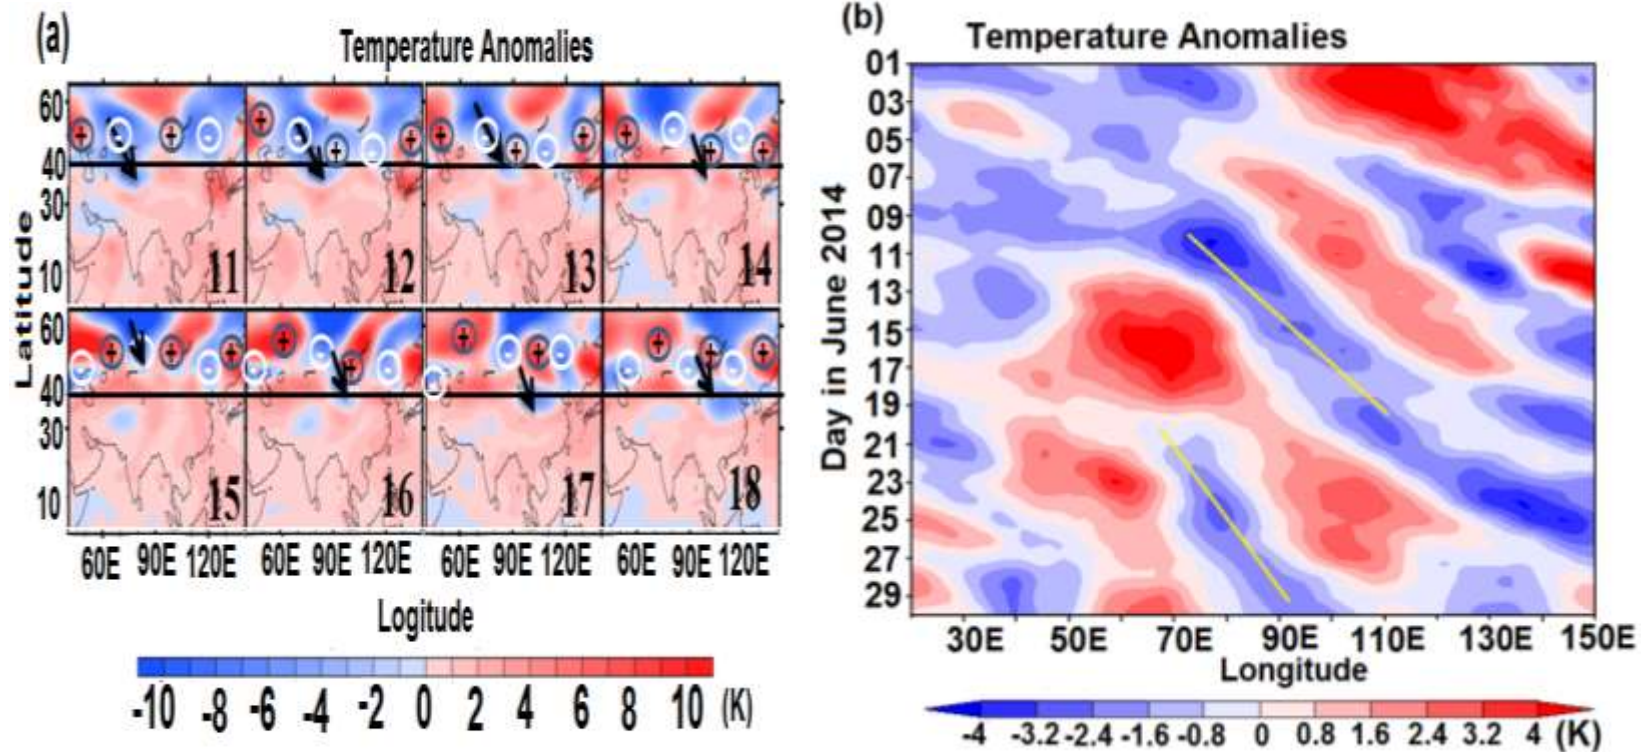 (a)
Temperature Anomalies
60
40
30
10
11 12 13 14
60
40
30
10
15 16 17 18
Latitude
60E 90E 120E 60E 90E 120E 60E 90E 120E 60E 90E 120E
Logitude
-10 -8 -6 -4 -2 0 2 4 6 8 10 (K)
(b)
Temperature Anomalies
01
03
05
07
09
11
13
15
17
19
21
23
25
27
29
Day in June 2014
30E 50E 70E 90E 110E 130E 150E
Longitude
-4 -3.2 -2.4 -1.6 -0.8 0 0.8 1.6 2.4 3.2 4 (K)